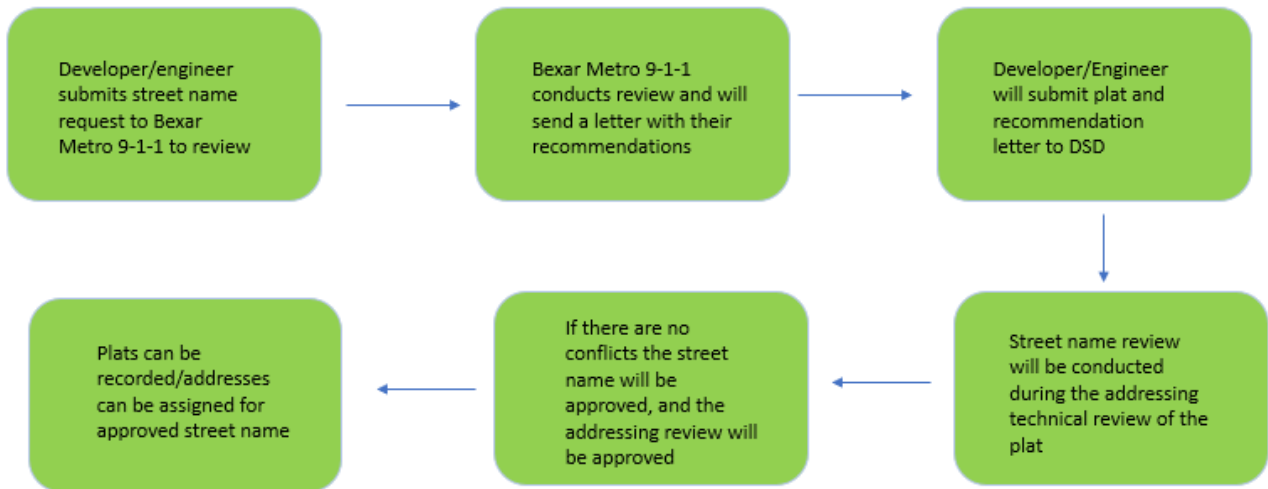 Developer/engineer
submits street name
request to Bexar
Metro 9-1-1 to review
Bexar Metro 9-1-1
conducts review and will
send a letter with their
recommendations
Developer/Engineer
will submit plat and
recommendation
letter to DSD
Street name review
will be conducted
during the addressing
technical review of the
plat
If there are no
conflicts the street
name will be
approved, and the
addressing review will
be approved
Plats can be
recorded/addresses
can be assigned for
approved street name